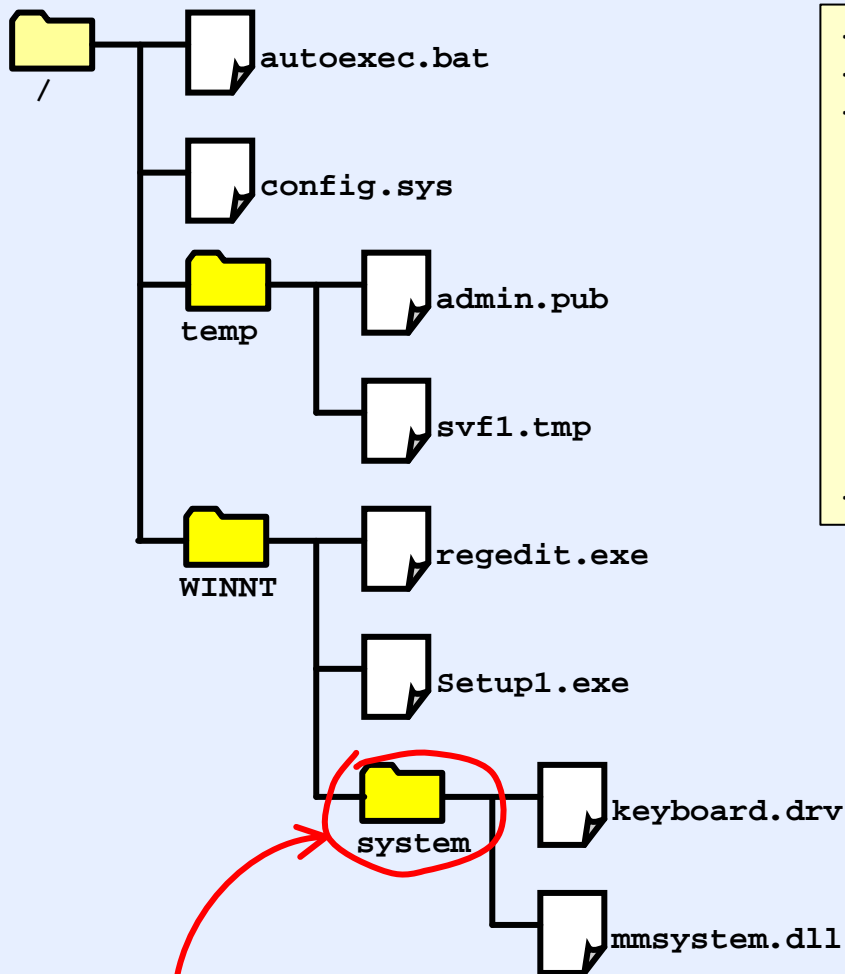 /
autoexec.bat
config.sys
temp
admin.pub
svf1.tmp
WINNT
regedit.exe
Setup1.exe
system
keyboard.drv
mmsystem.dll